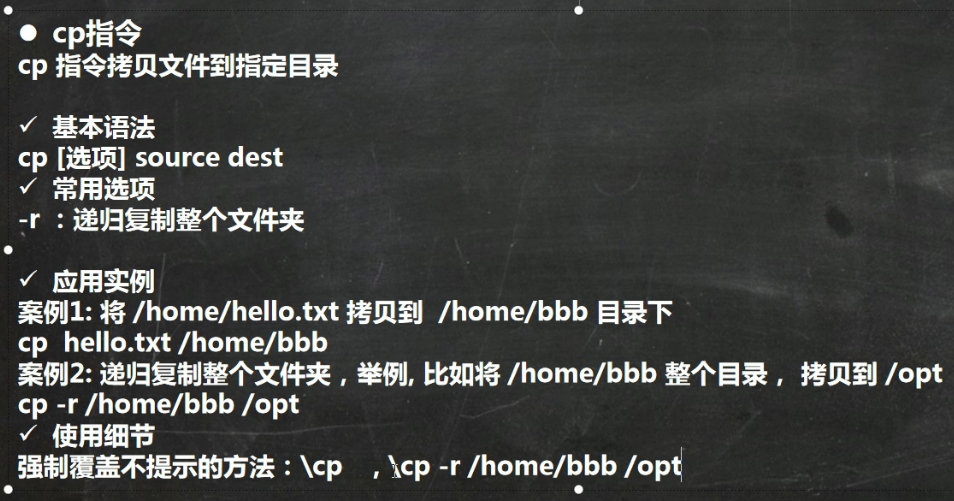 ● cp指令
cp 指令拷贝文件到指定目录
✓ 基本语法
cp [选项] source dest
✓ 常用选项
-r ：递归复制整个文件夹
✓ 应用实例
案例1: 将 /home/hello.txt 拷贝到 /home/bbb 目录下
cp hello.txt /home/bbb
案例2: 递归复制整个文件夹，举例, 比如将 /home/bbb 整个目录， 拷贝到 /opt
cp -r /home/bbb /opt
✓ 使用细节
强制覆盖不提示的方法：\cp ，\cp -r /home/bbb /opt